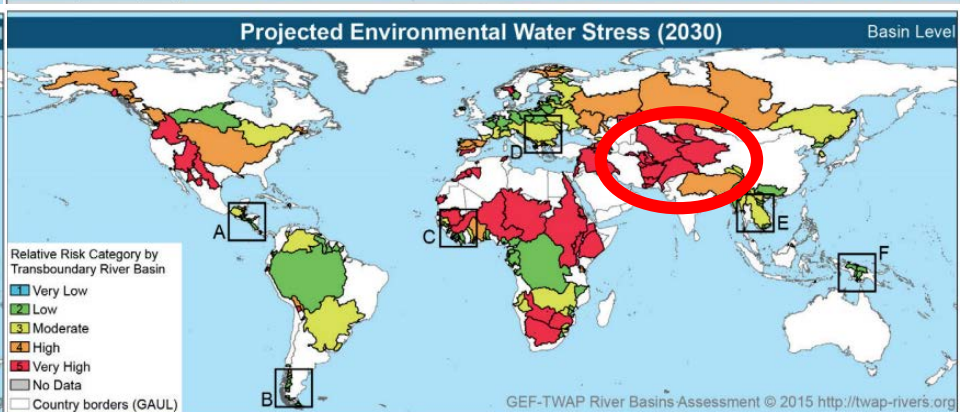 Projected Environmental Water Stress (2030)
Basin Level
D
A
C
E
F
Relative Risk Category by
Transboundary River Basin
1 Very Low
2 Low
3 Moderate
4 High
5 Very High
No Data
Country borders (GAUL)
B
GEF-TWAP River Basins Assessment © 2015 http://twap-rivers.org